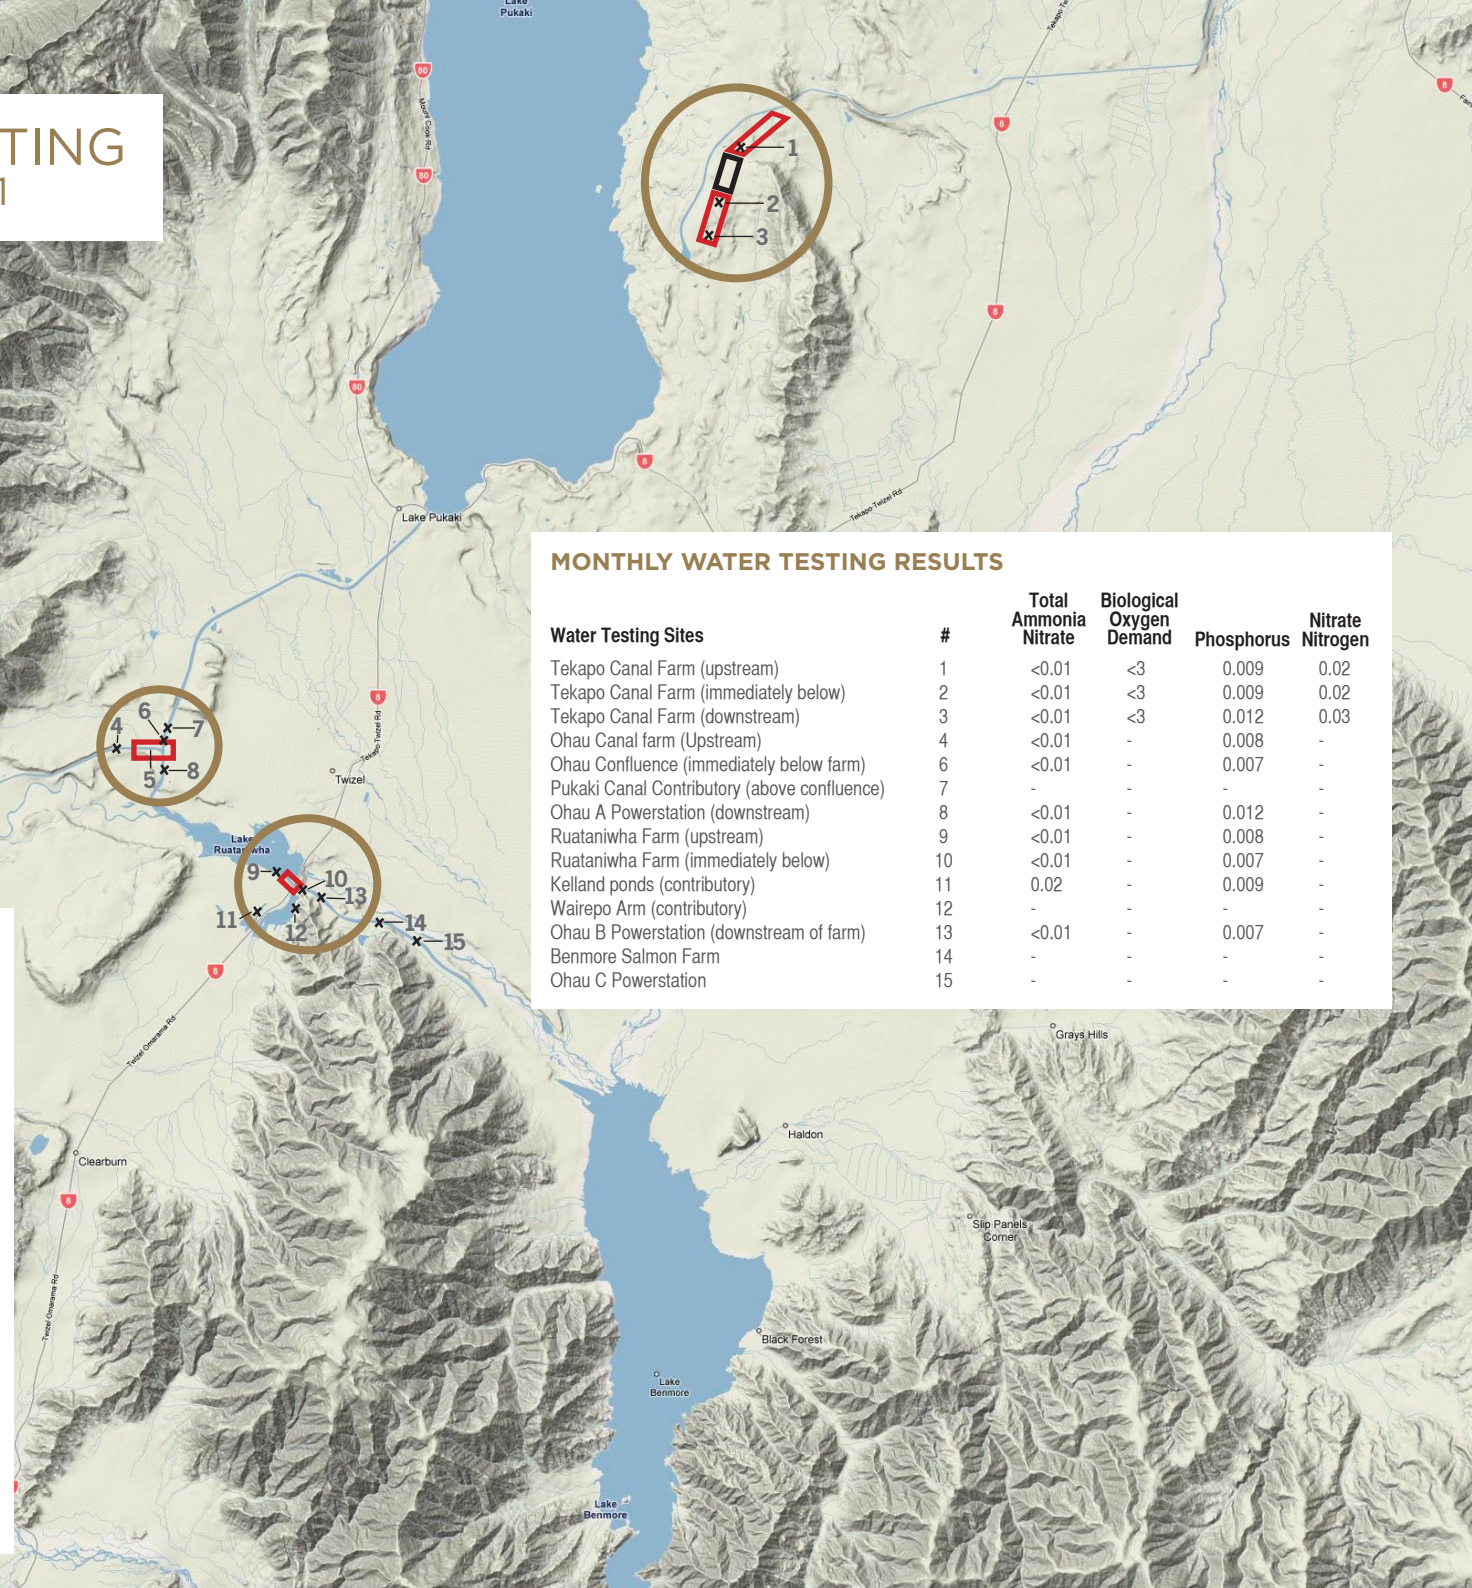 Lake
Pukaki
80
Mount Cook Rd
80
8
8
TING
1
1
2
3
8
80
8
Tekapo Twizel Rd
Lake Pukaki
MONTHLY WATER TESTING RESULTS
Water Testing Sites # Total Ammonia Nitrate Biological Oxygen Demand Phosphorus Nitrate Nitrogen
Tekapo Canal Farm (upstream) 1 <0.01 <3 0.009 0.02
Tekapo Canal Farm (immediately below) 2 <0.01 <3 0.009 0.02
Tekapo Canal Farm (downstream) 3 <0.01 <3 0.012 0.03
Ohau Canal farm (Upstream) 4 <0.01 - 0.008 -
Ohau Confluence (immediately below farm) 6 <0.01 - 0.007 -
Pukaki Canal Contributory (above confluence) 7 - - - -
Ohau A Powerstation (downstream) 8 <0.01 - 0.012 -
Ruataniwha Farm (upstream) 9 <0.01 - 0.008 -
Ruataniwha Farm (immediately below) 10 <0.01 - 0.007 -
Kelland ponds (contributory) 11 0.02 - 0.009 -
Wairepo Arm (contributory) 12 - - - -
Ohau B Powerstation (downstream of farm) 13 <0.01 - 0.007 -
Benmore Salmon Farm 14 - - - -
Ohau C Powerstation 15 - - - -
8
Tekapo Twizel Rd
4
6
7
5
8
Twizel
Lake
Ruataniwha
9
10
13
11
12
14
15
8
Twizel Omarama Rd
Grays Hills
Haldon
Clearburn
8
Slip Panels
Corner
Twizel Omarama Rd
Black Forest
Lake
Benmore
Lake
Benmore